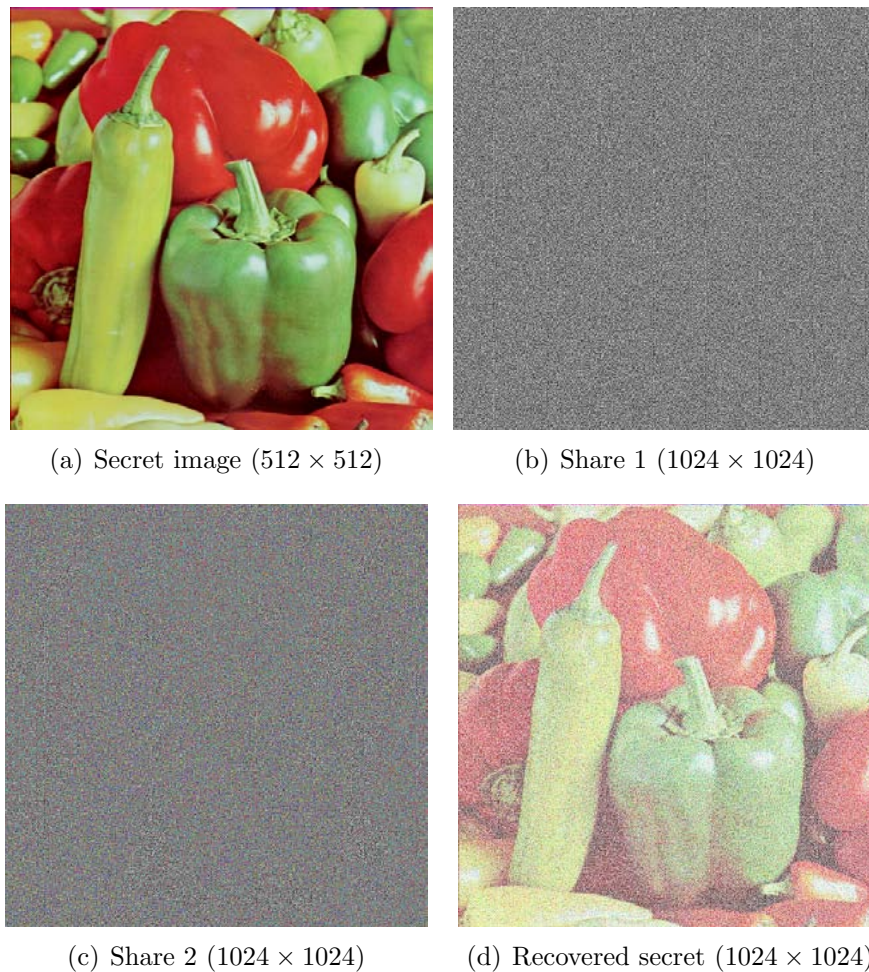 (a) Secret image (512 × 512)
(b) Share 1 (1024 × 1024)
(c) Share 2 (1024 × 1024)
(d) Recovered secret (1024 × 1024)